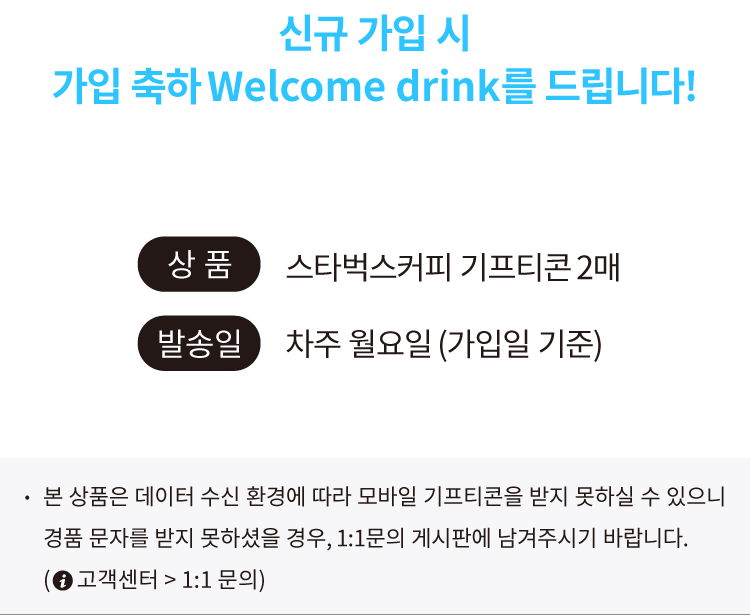 신규 가입 시
가입 축하 Welcome drink를 드립니다!
상 품 스타벅스커피 기프티콘 2매
발송일 차주 월요일 (가입일 기준)
• 본 상품은 데이터 수신 환경에 따라 모바일 기프티콘을 받지 못하실 수 있으니
경품 문자를 받지 못하셨을 경우, 1:1문의 게시판에 남겨주시기 바랍니다.
(i 고객센터 > 1:1 문의)